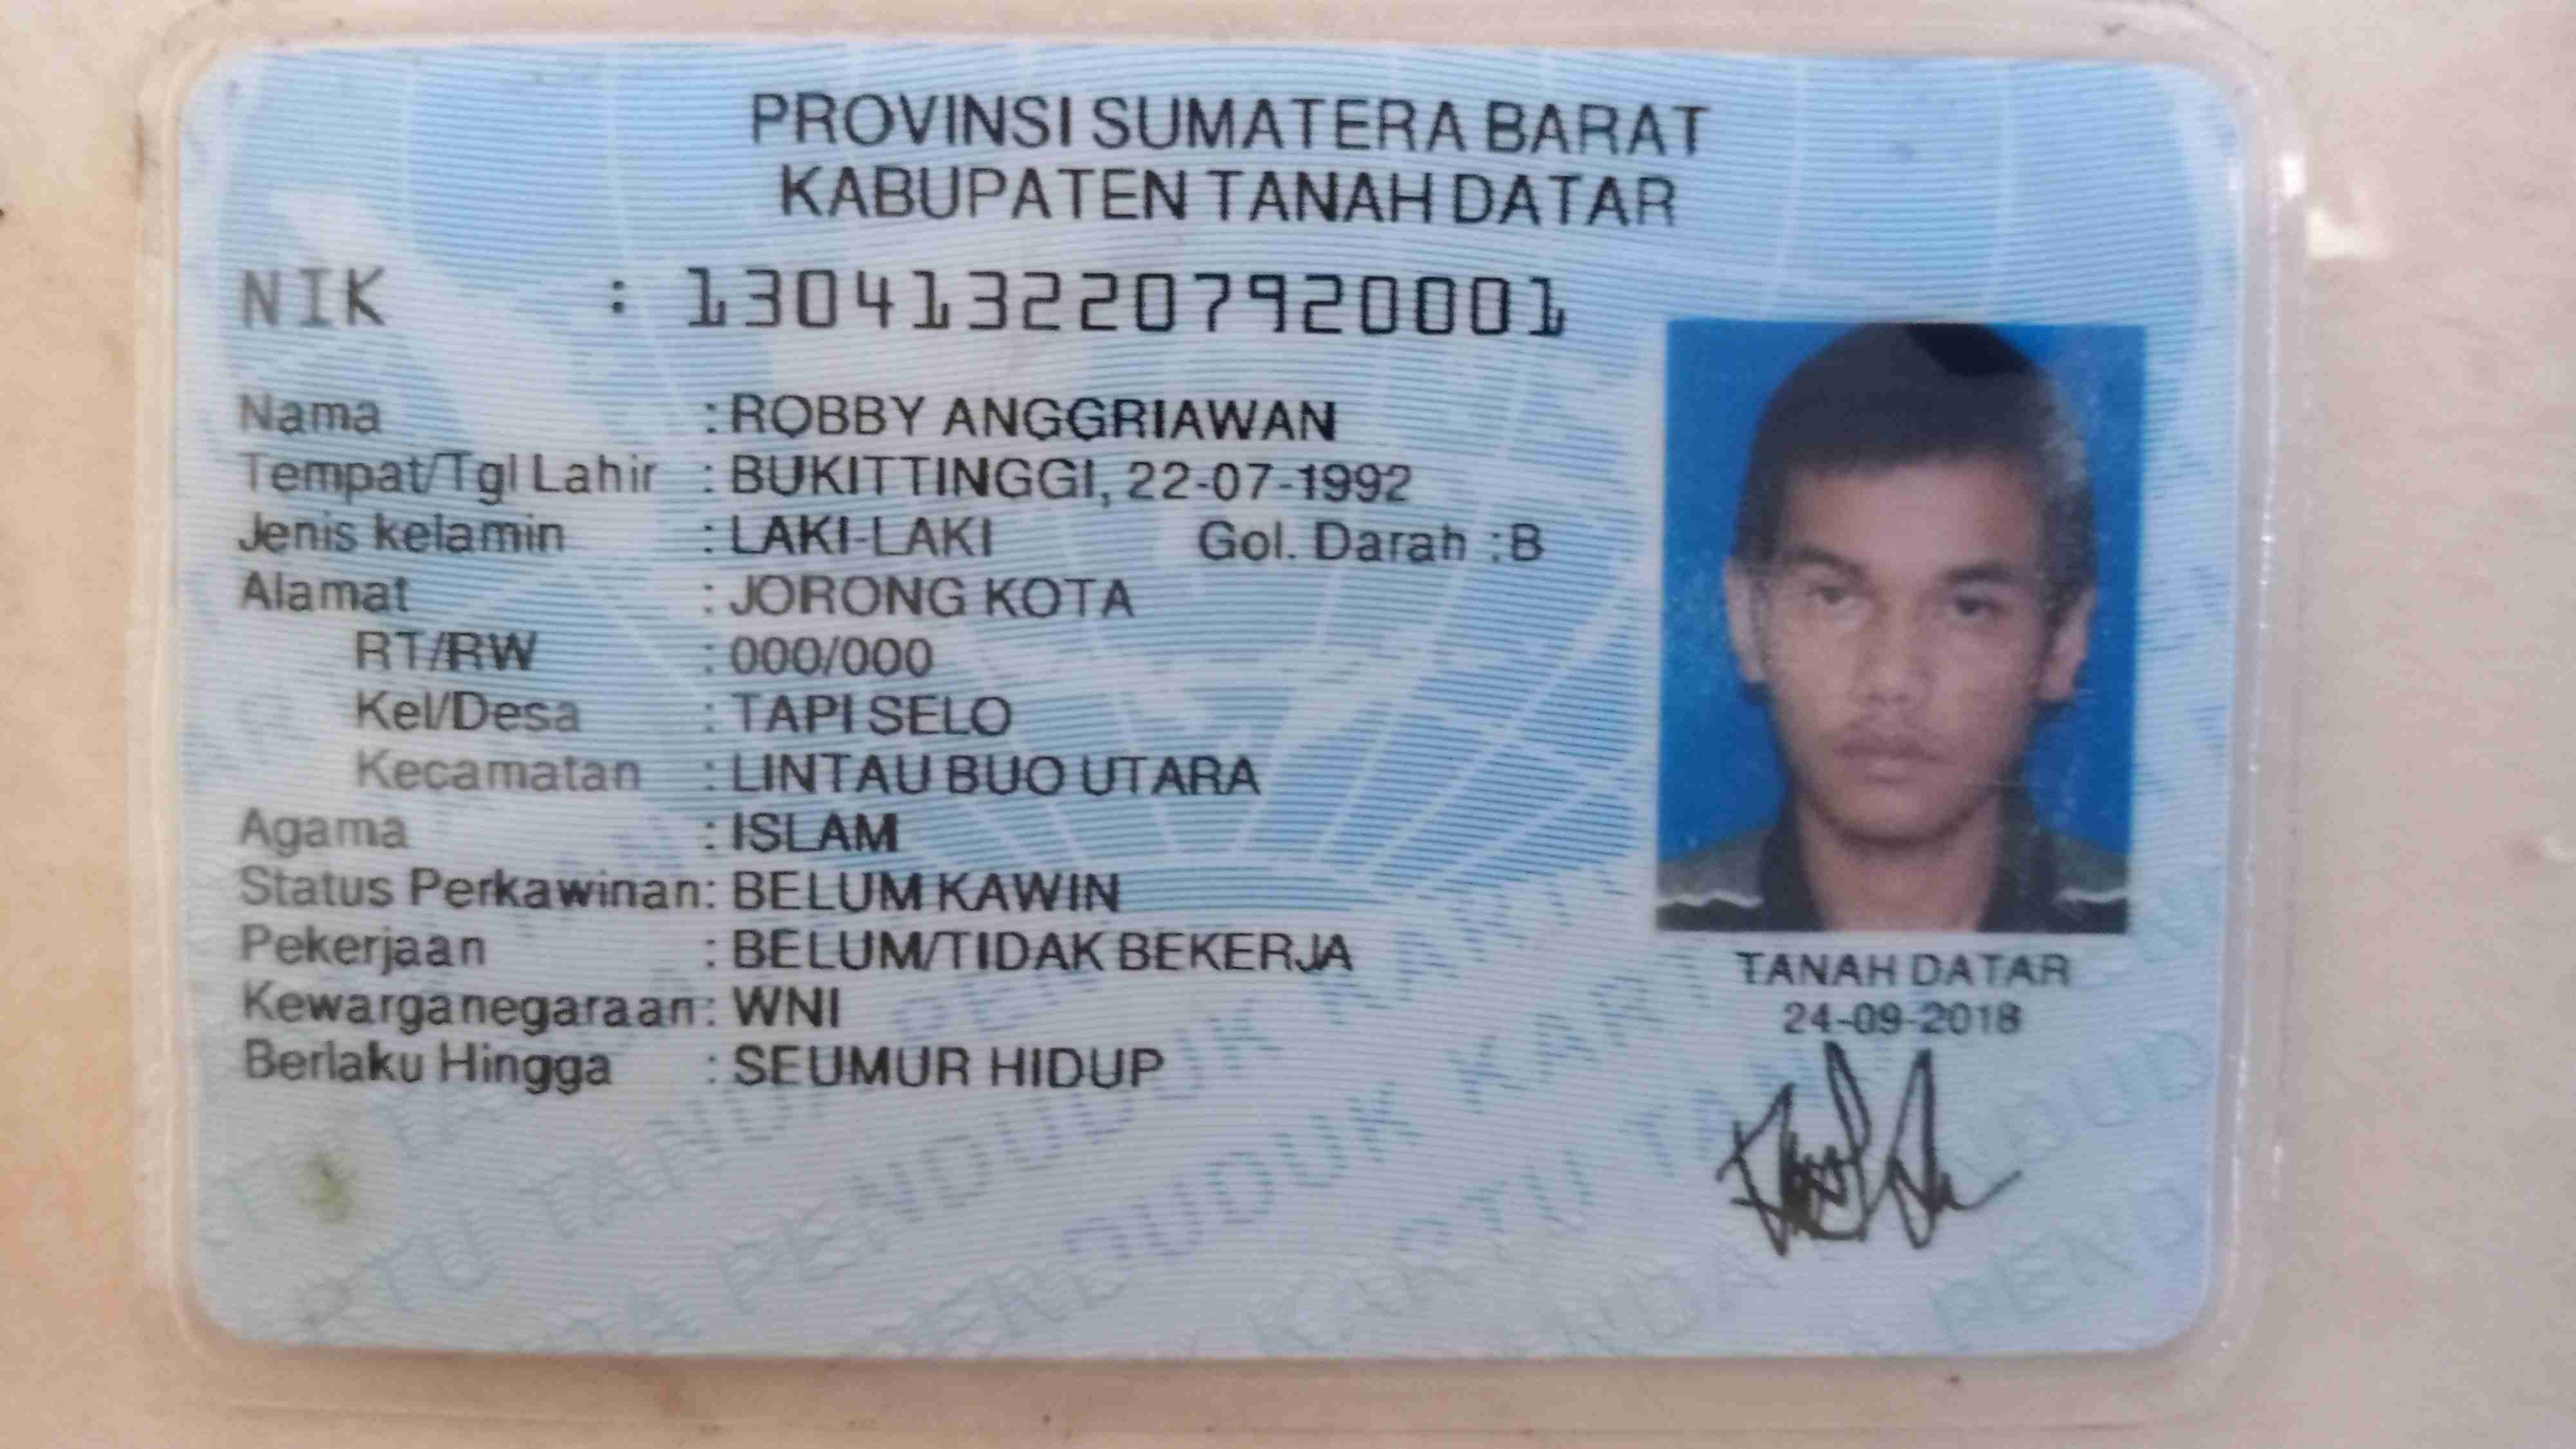 PROVINSI SUMATERA BARAT
KABUPATEN TANAH DATAR
NIK : 1304132207920001
Nama : ROBBY ANGGRIAWAN
Tempat/Tgl Lahir : BUKITTINGGI, 22-07-1992
Jenis kelamin : LAKI-LAKI Gol. Darah : B
Alamat : JORONG KOTA
RT/RW : 000/000
Kel/Desa : TAPI SELO
Kecamatan : LINTAU BUO UTARA
Agama : ISLAM
Status Perkawinan: BELUM KAWIN
Pekerjaan : BELUM/TIDAK BEKERJA
Kewarganegaraan: WNI
Berlaku Hingga : SEUMUR HIDUP
TANAH DATAR
24-09-2018